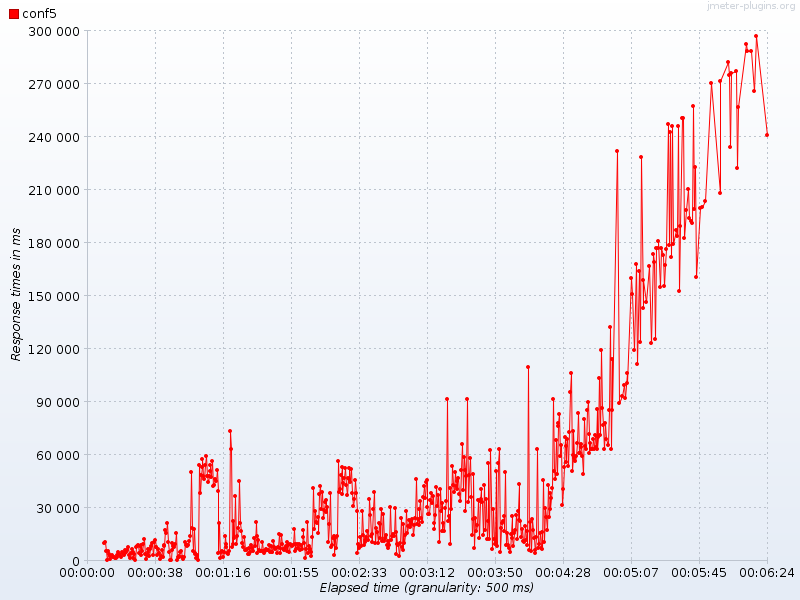 jmeter-plugins.org
conf5
300 000
270 000
240 000
210 000
180 000
150 000
120 000
90 000
60 000
30 000
0
Response times in ms
00:00:00 00:00:38 00:01:16 00:01:55 00:02:33 00:03:12 00:03:50 00:04:28 00:05:07 00:05:45 00:06:24
Elapsed time (granularity: 500 ms)